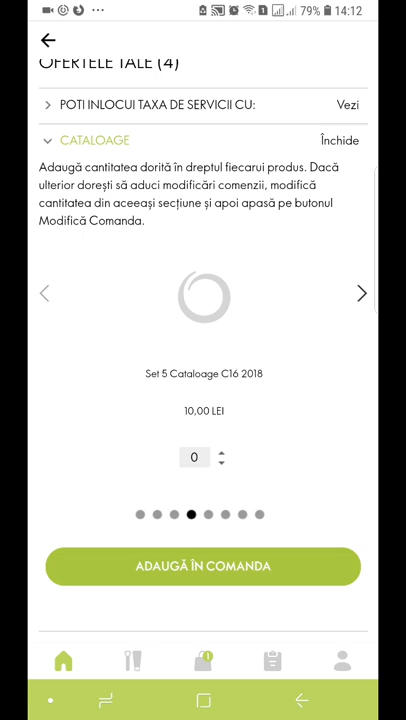 79% 14:12
OFERTELE TALE (4)
POTI INLOCUI TAXA DE SERVICII CU: Vezi
CATALOAGE Închide
Adaugă cantitatea dorită în dreptul fiecarui produs. Dacă
ulterior dorești să aduci modificări comenzii, modifică
cantitatea din aceeași secțiune și apoi apasă pe butonul
Modifică Comanda.
Set 5 Cataloage C16 2018
10,00 LEI
0
ADAUGĂ ÎN COMANDA
1